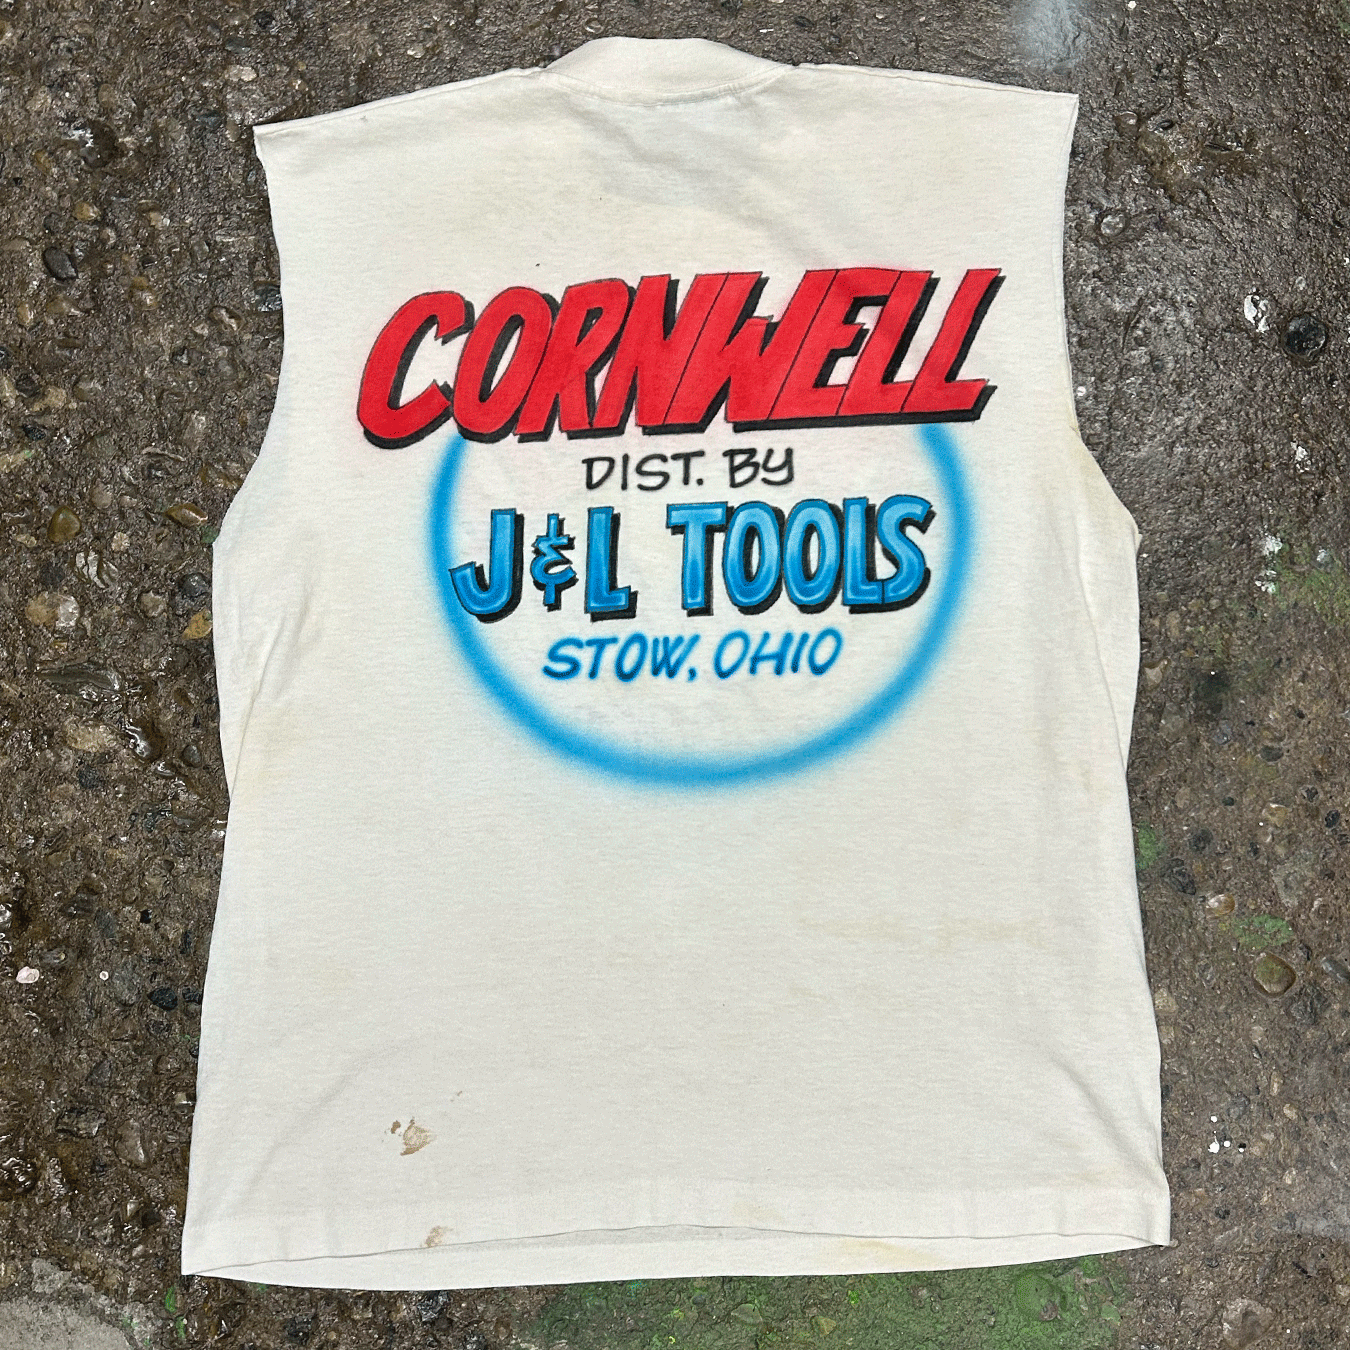 CORNWELL
DIST. BY
J&L TOOLS
STOW, OHIO